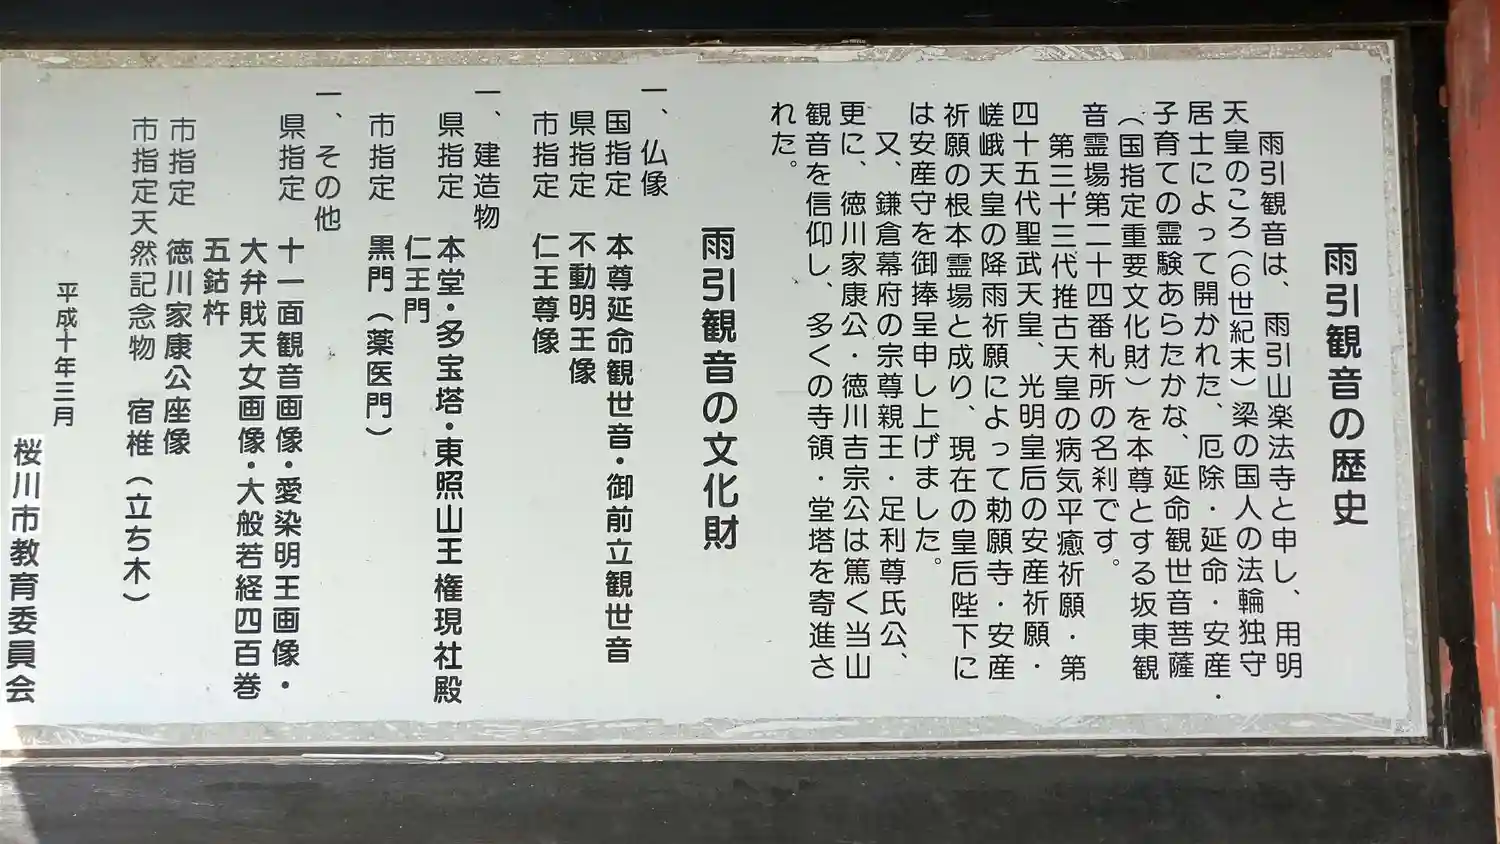 雨引観音の歴史
雨引観音は、雨引山楽法寺と申し、用明
天皇のころ（６世紀末）梁の国人の法輪独守
居士によって開かれた、厄除・延命・安産・
子育ての霊験あらたかな、延命観世音菩薩
（国指定重要文化財）を本尊とする坂東観
音霊場第二十四番札所の名刹です。
第三十三代推古天皇の病気平癒祈願・第
四十五代聖武天皇、光明皇后の安産祈願・
嵯峨天皇の降雨祈願によって勅願寺・安産
祈願の根本霊場と成り、現在の皇后陛下に
は安産守を御捧呈申し上げました。
又、鎌倉幕府の宗尊親王・足利尊氏公、
更に、徳川家康公・徳川吉宗公は篤く当山
観音を信仰し、多くの寺領・堂塔を寄進さ
れた。
雨引観音の文化財
一、仏像
国指定 本尊延命観世音・御前立観世音
県指定 不動明王像
市指定 仁王尊像
一、建造物
県指定 本堂・多宝塔・東照山王権現社殿
仁王門
市指定 黒門（薬医門）
一、その他
県指定 十一面観音画像・愛染明王画像・
大弁戝天女画像・大般若経四百巻
五鈷杵
市指定 徳川家康公座像
市指定天然記念物 宿椎（立ち木）
平成十年三月
桜川市教育委員会